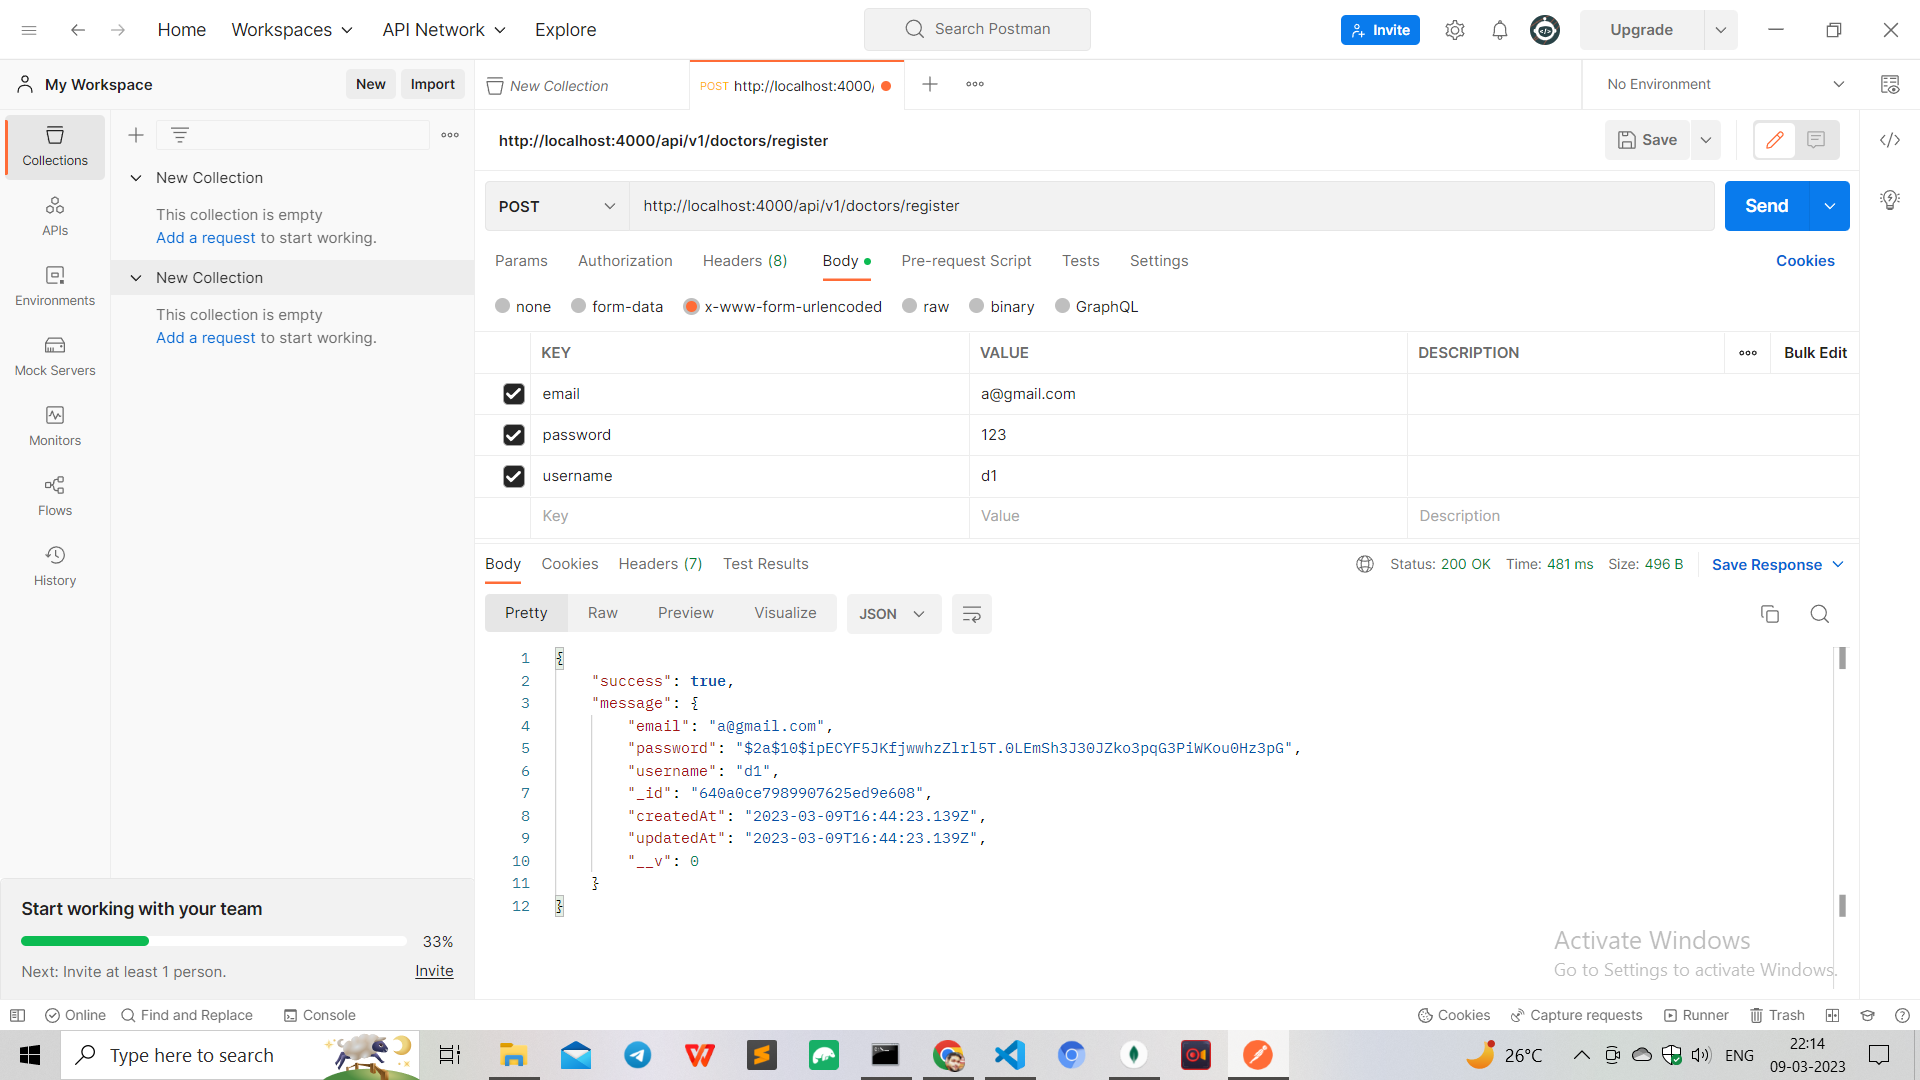 Home Workspaces API Network Explore Search Postman Invite Upgrade
My Workspace New Import New Collection POST http://localhost:4000/ No Environment
Collections
APIs
Environments
Mock Servers
Monitors
Flows
History
New Collection
This collection is empty
Add a request to start working.
New Collection
This collection is empty
Add a request to start working.
http://localhost:4000/api/v1/doctors/register Save
POST http://localhost:4000/api/v1/doctors/register Send
Params Authorization Headers (8) Body Pre-request Script Tests Settings Cookies
none form-data x-www-form-urlencoded raw binary GraphQL
KEY VALUE DESCRIPTION Bulk Edit
email a@gmail.com
password 123
username d1
Key Value Description
Body Cookies Headers (7) Test Results Status: 200 OK Time: 481 ms Size: 496 B Save Response
Pretty Raw Preview Visualize JSON
1 {
2 "success": true,
3 "message": {
4 "email": "a@gmail.com",
5 "password": "$2a$10$ipECYF5JKfjwwhzZlrl5T.0LEmSh3J30JZko3pqG3PiWKou0Hz3pG",
6 "username": "d1",
7 "_id": "640a0ce7989907625ed9e608",
8 "createdAt": "2023-03-09T16:44:23.139Z",
9 "updatedAt": "2023-03-09T16:44:23.139Z",
10 "__v": 0
11 }
12 }
Start working with your team
33%
Next: Invite at least 1 person. Invite
Activate Windows
Go to Settings to activate Windows.
Online Find and Replace Console Cookies Capture requests Runner Trash
Type here to search 26°C ENG 22:14
09-03-2023